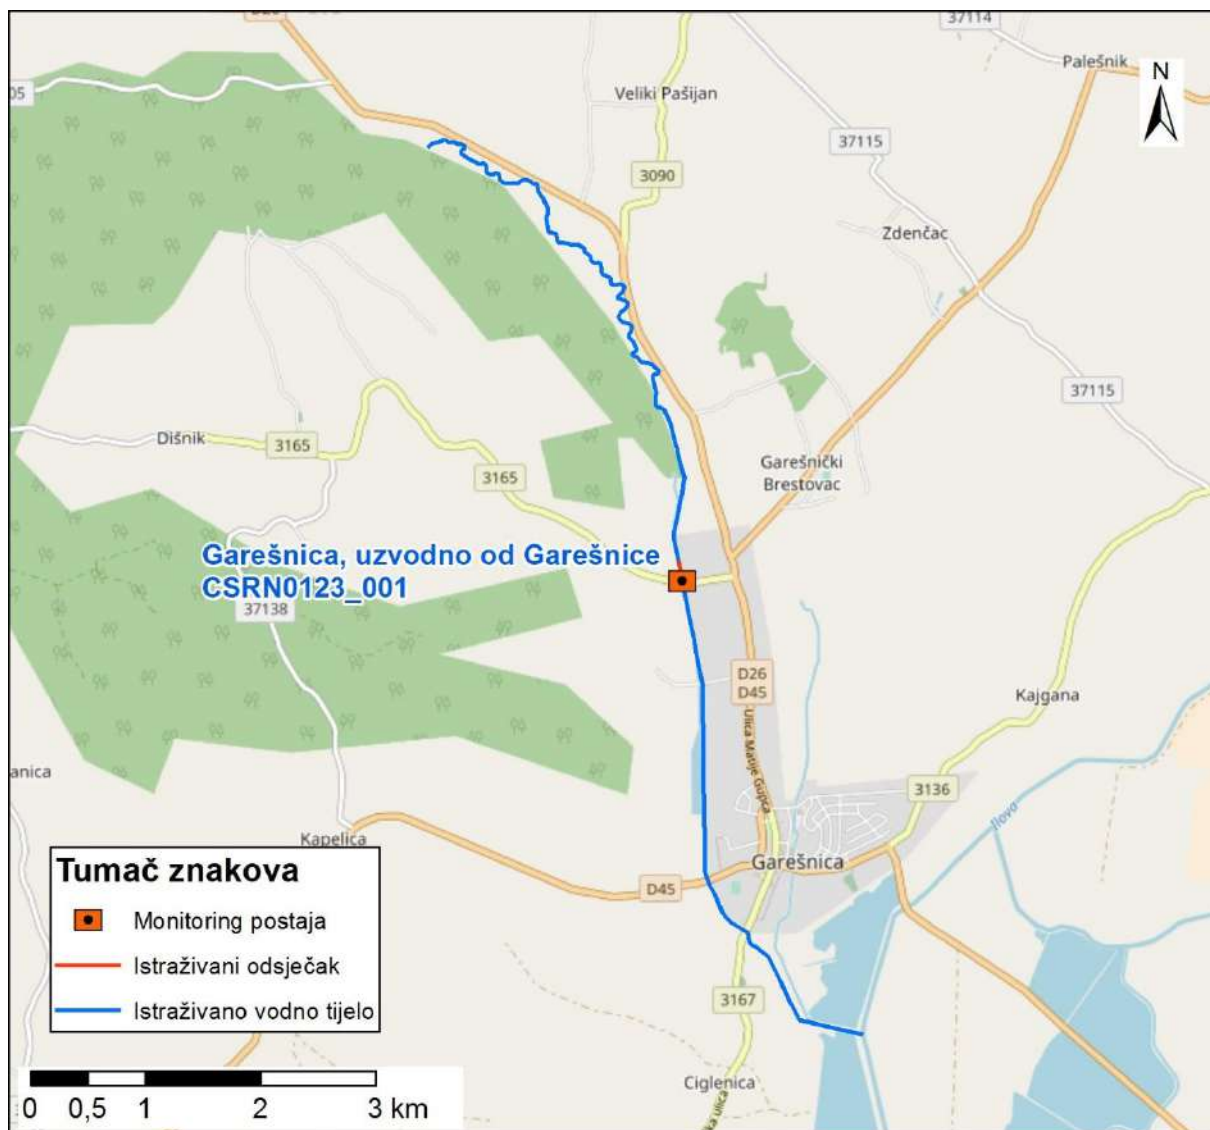 37114
Palešnik
N
05
Veliki Pašijan
37115
3090
Zdenčac
37115
Dišnik
3165
3165
Garešnički
Brestovac
Garešnica, uzvodno od Garešnice
CSRN0123_001
37138
D26
D45
Kajgana
Ulica Matije Gupca
anica
3136
Ilova
Kapelica
Garešnica
D45
Tumač znakova
Monitoring postaja
Istraživani odsječak
Istraživano vodno tijelo
3167
Ciglenica
ka ulica
0 0,5 1 2 3 km